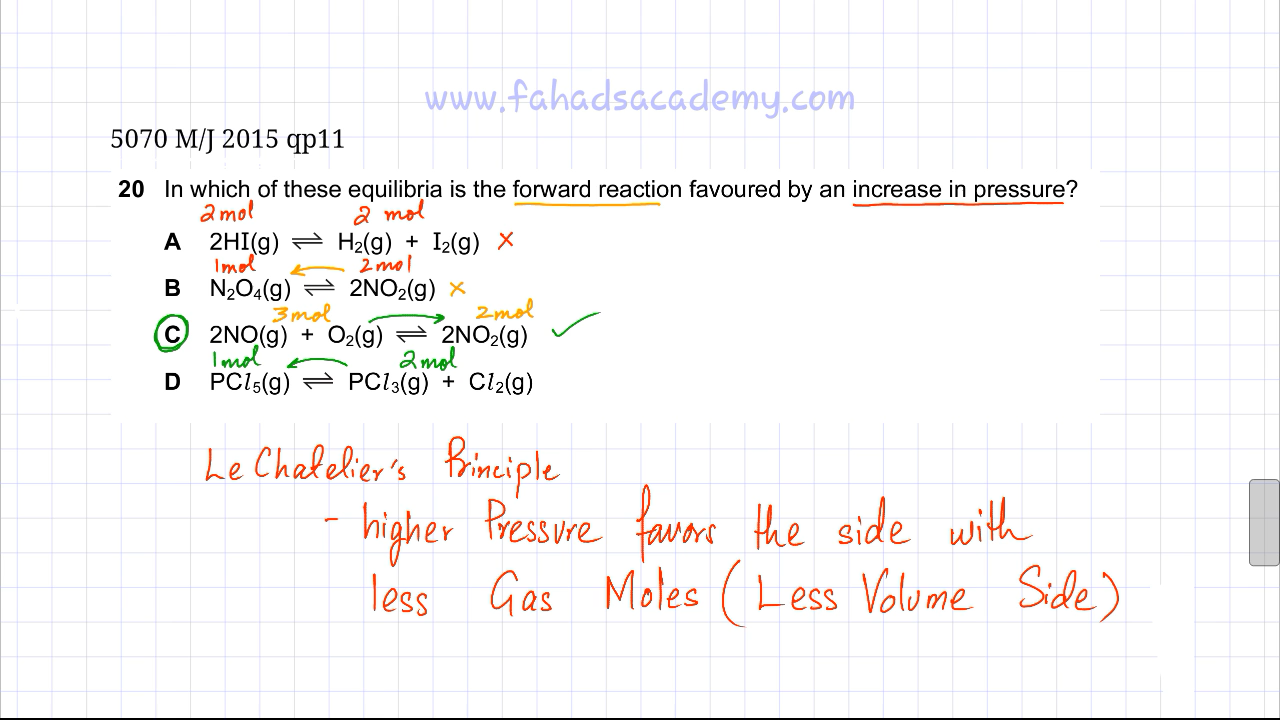 www.fahadsacademy.com
5070 M/J 2015 qp11
20 In which of these equilibria is the forward reaction favoured by an increase in pressure?
2mol 2 mol
A 2HI(g) ⇌ H₂(g) + I₂(g) ×
1mol ← 2mol
B N₂O₄(g) ⇌ 2NO₂(g) ×
3mol → 2mol
C 2NO(g) + O₂(g) ⇌ 2NO₂(g) ✓
1mol ← 2mol
D PCl₅(g) ⇌ PCl₃(g) + Cl₂(g)
Le Chatelier's Principle
- higher Pressure favors the side with
less Gas Moles (Less Volume Side)